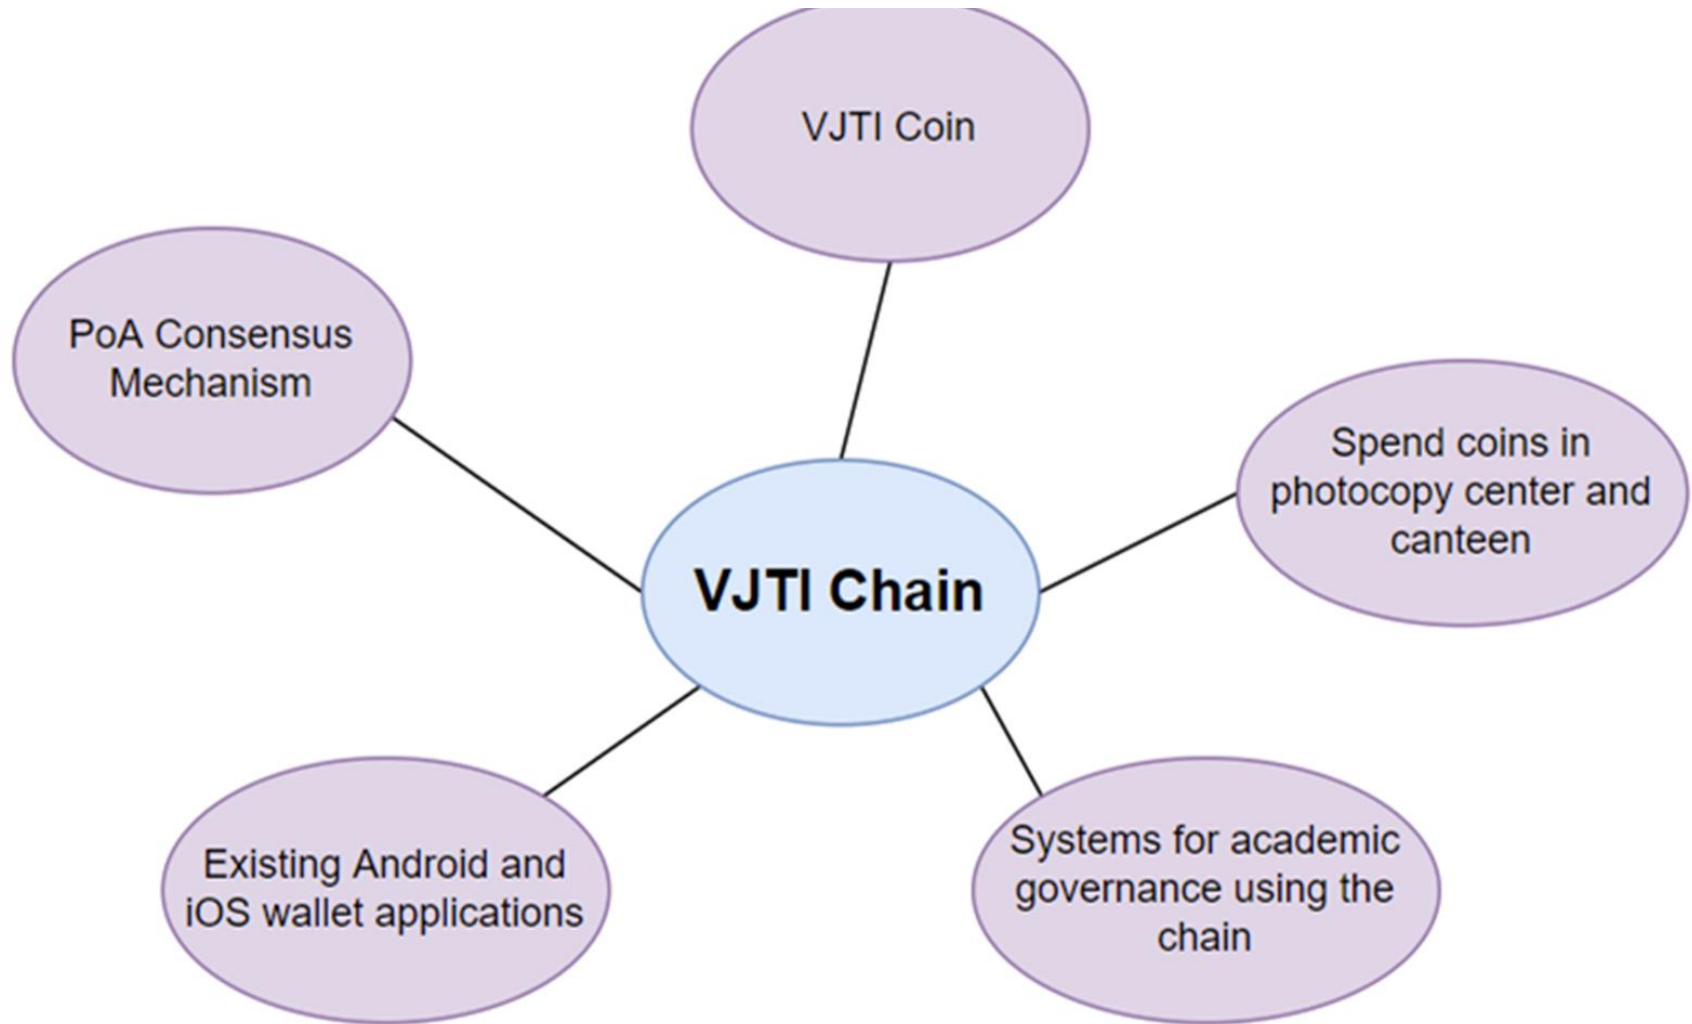 VJTI Coin
PoA Consensus
Mechanism
Spend coins in
photocopy center and
canteen
VJTI Chain
Existing Android and
iOS wallet applications
Systems for academic
governance using the
chain